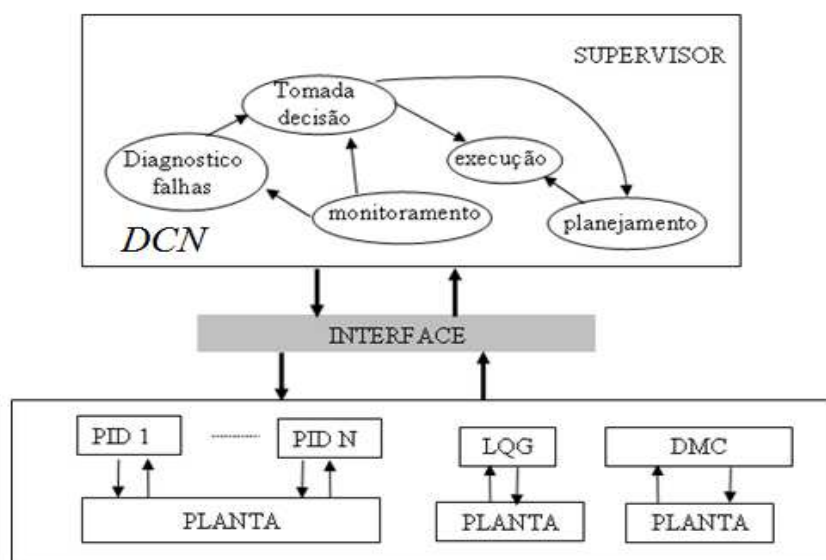 SUPERVISOR
Tomada
decisão
Diagnostico
falhas
execução
monitoramento
planejamento
DCN
INTERFACE
PID 1
PID N
LQG
DMC
PLANTA
PLANTA
PLANTA